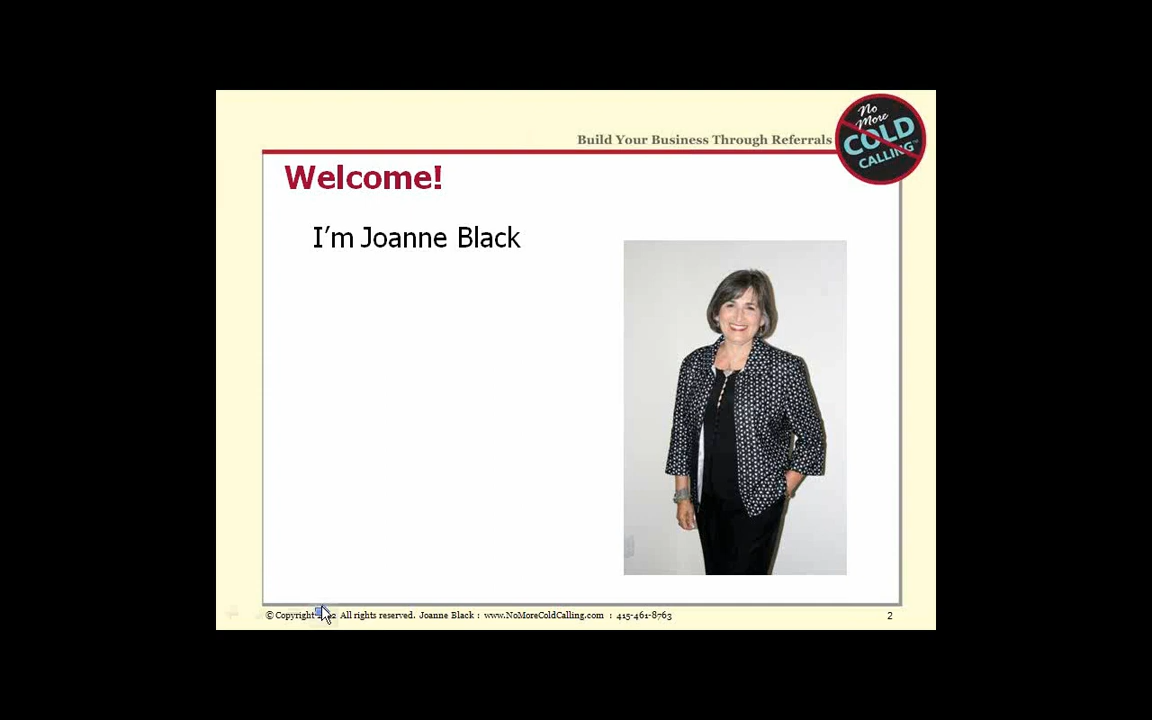 Build Your Business Through Referrals
No
More
COLD
CALLING™
Welcome!
I’m Joanne Black
© Copyright All rights reserved. Joanne Black : www.NoMoreColdCalling.com : 415-461-8763
2